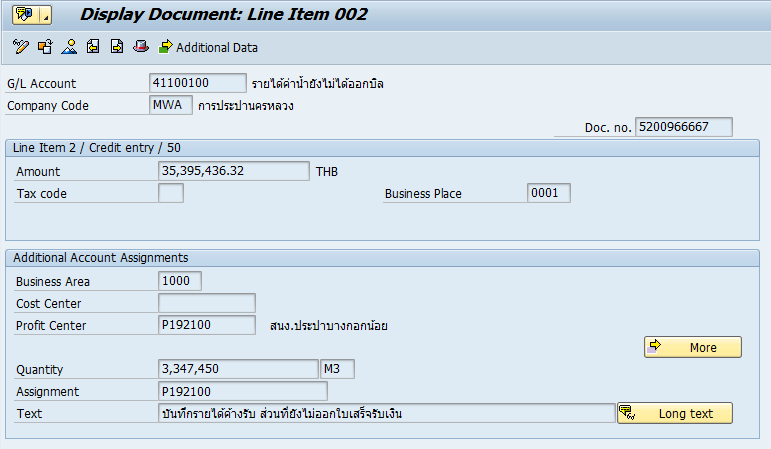 Display Document: Line Item 002
Additional Data
G/L Account 41100100 รายได้ค่าน้ำยังไม่ได้ออกบิล
Company Code MWA การประปานครหลวง
Doc. no. 5200966667
Line Item 2 / Credit entry / 50
Amount 35,395,436.32 THB
Tax code Business Place 0001
Additional Account Assignments
Business Area 1000
Cost Center
Profit Center P192100 สนง.ประปาบางกอกน้อย
More
Quantity 3,347,450 M3
Assignment P192100
Text บันทึกรายได้ค้างรับ ส่วนที่ยังไม่ออกใบเสร็จรับเงิน Long text